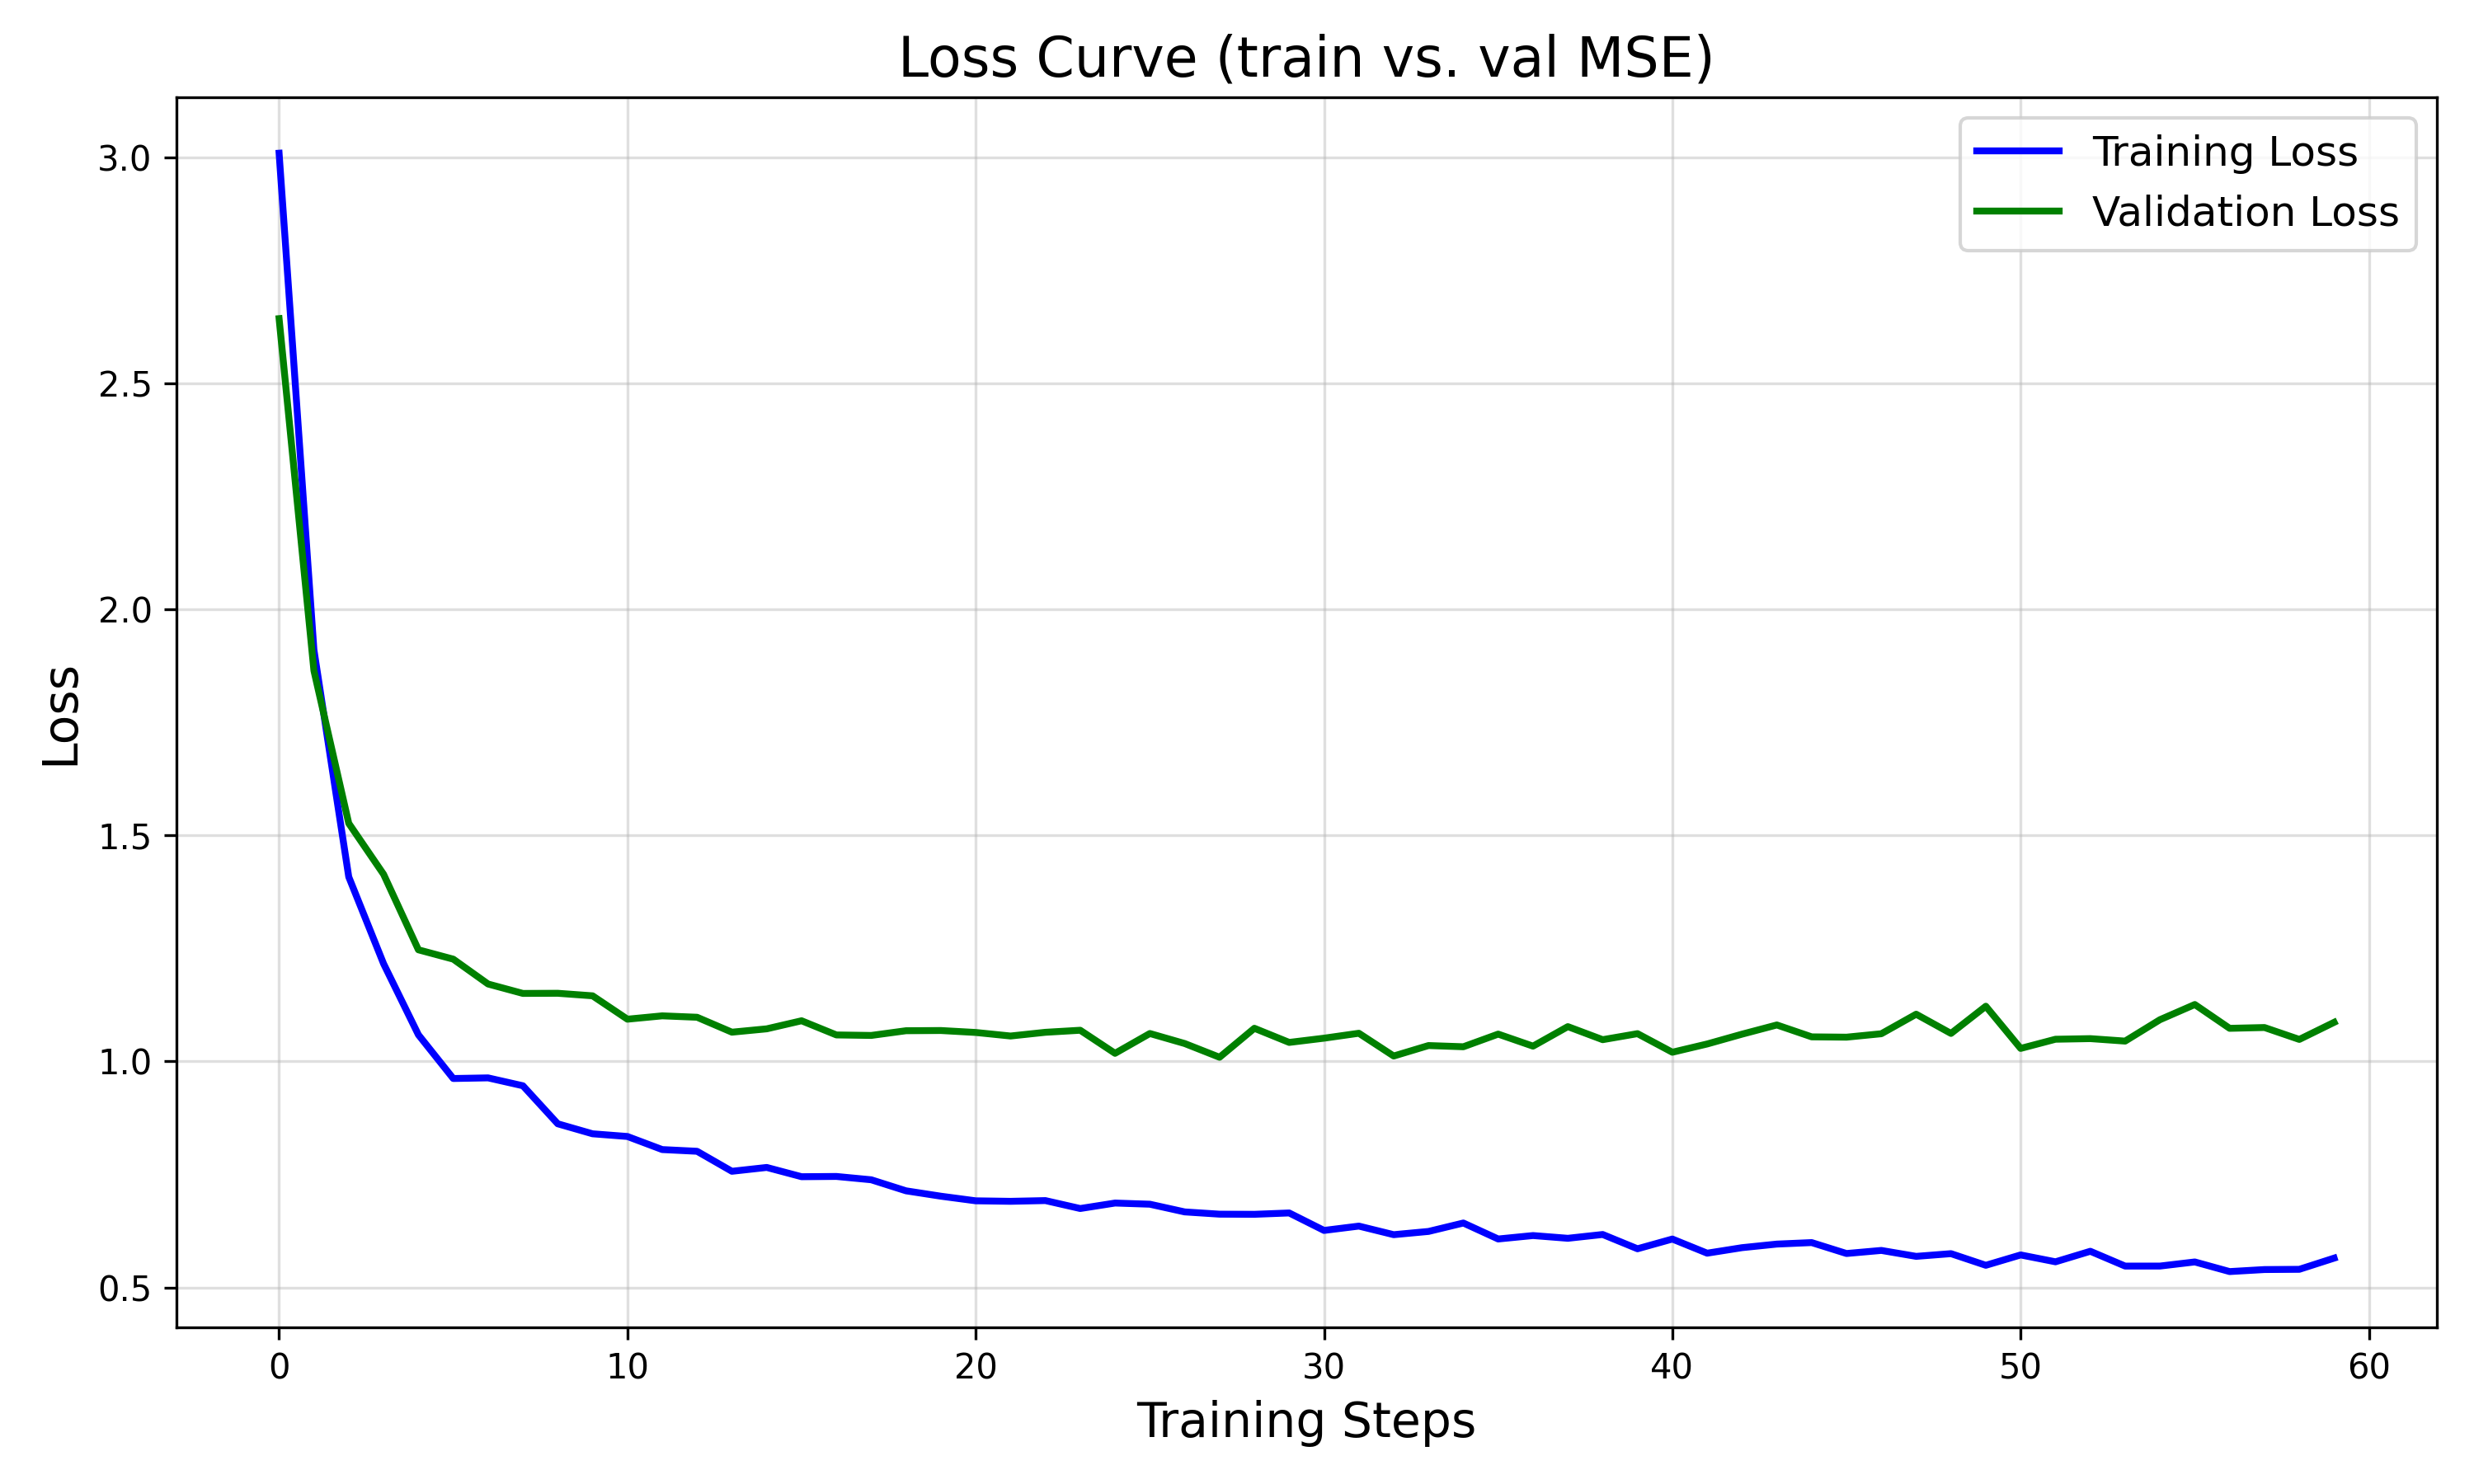 Loss Curve (train vs. val MSE)
Training Loss
Validation Loss
3.0
2.5
2.0
1.5
1.0
0.5
Loss
0 10 20 30 40 50 60
Training Steps